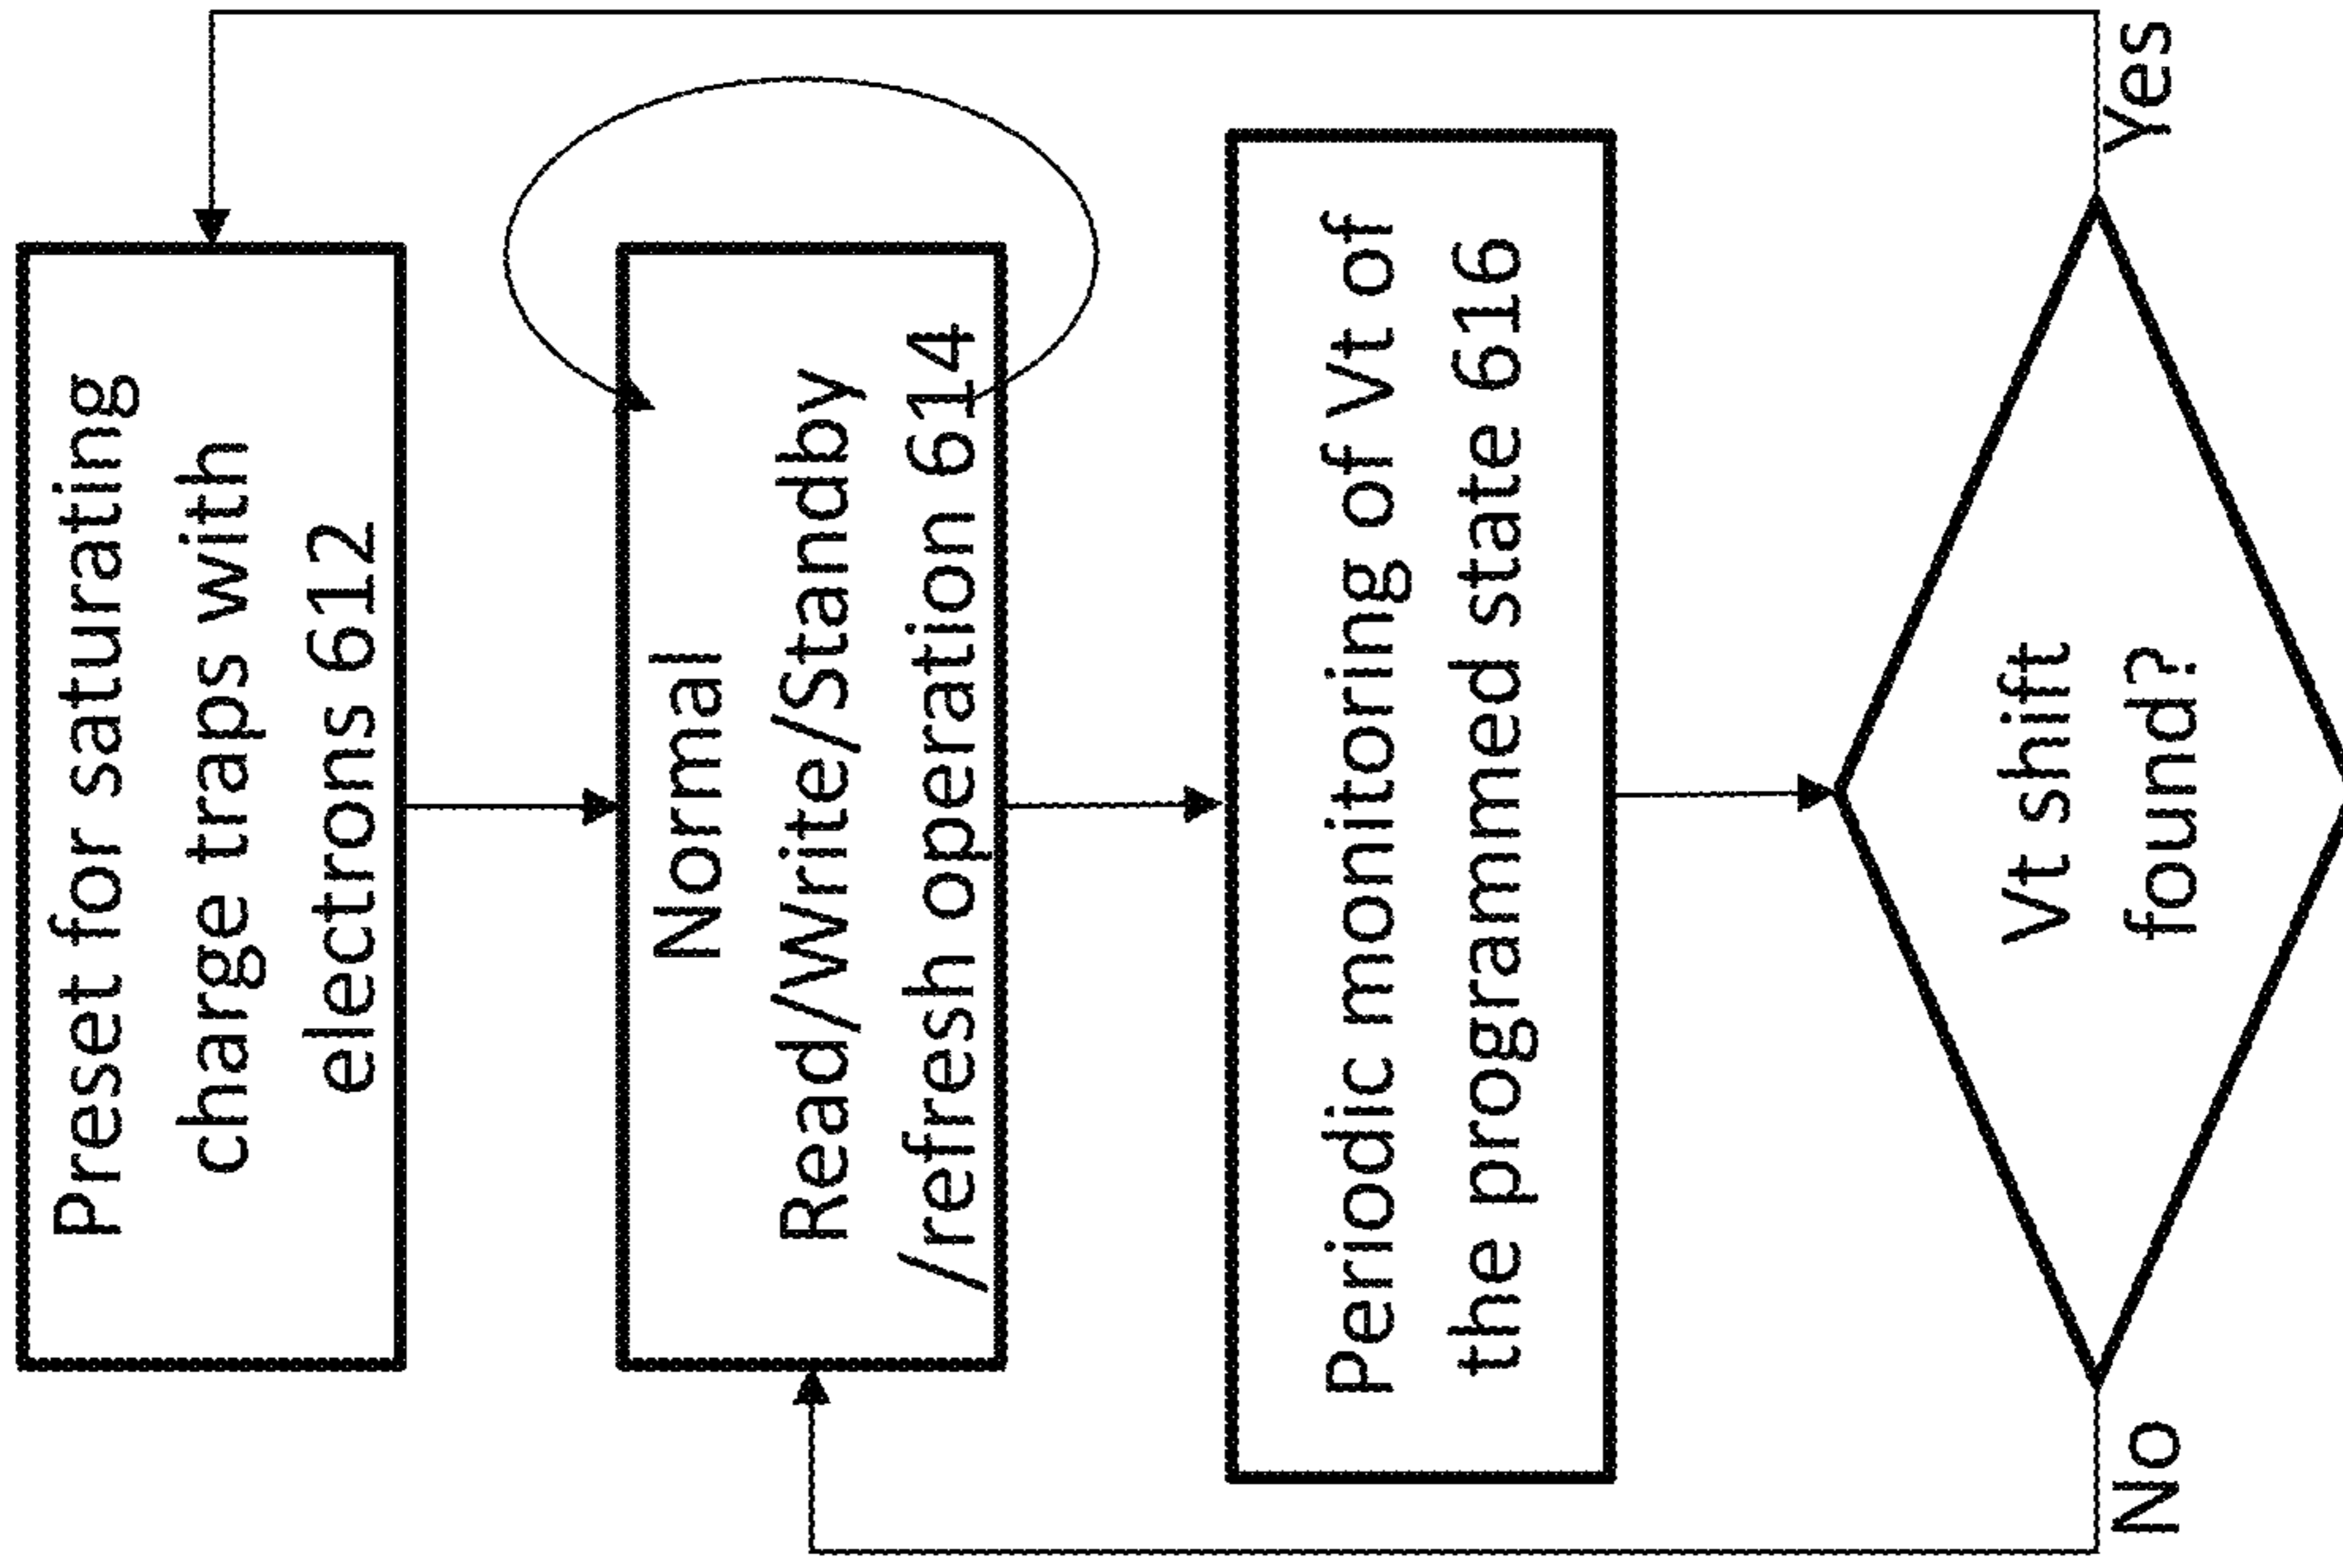 Preset for saturating
charge traps with
electrons 612
Normal
Read/Write/Standby
/refresh operation 614
Periodic monitoring of Vt of
the programmed state 616
Vt shift
found?
No
Yes